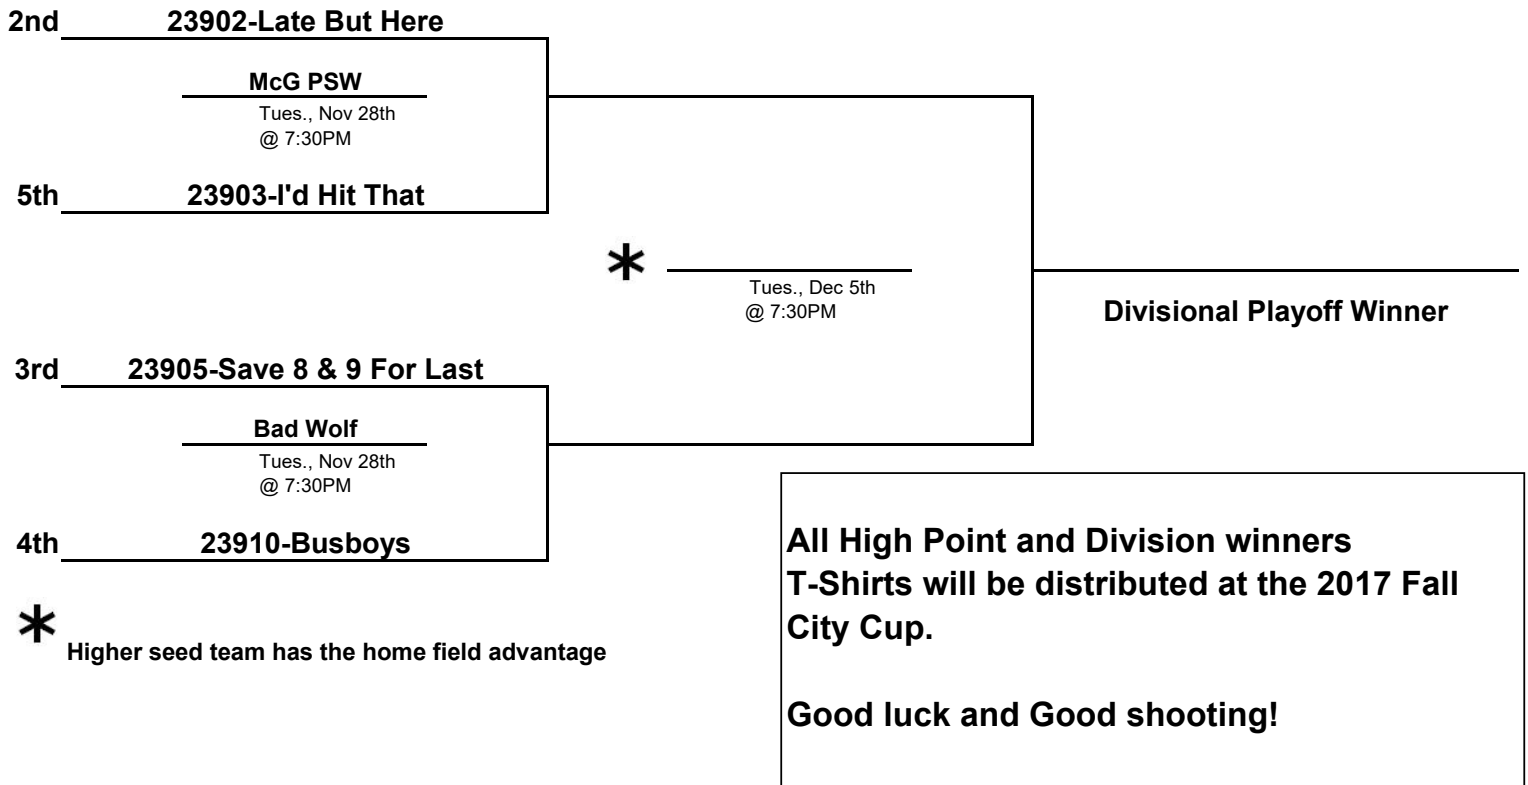 2nd 23902-Late But Here
McG PSW
Tues., Nov 28th
@ 7:30PM
5th 23903-I'd Hit That
*
Tues., Dec 5th
@ 7:30PM
Divisional Playoff Winner
3rd 23905-Save 8 & 9 For Last
Bad Wolf
Tues., Nov 28th
@ 7:30PM
4th 23910-Busboys
* Higher seed team has the home field advantage
All High Point and Division winners
T-Shirts will be distributed at the 2017 Fall
City Cup.
Good luck and Good shooting!